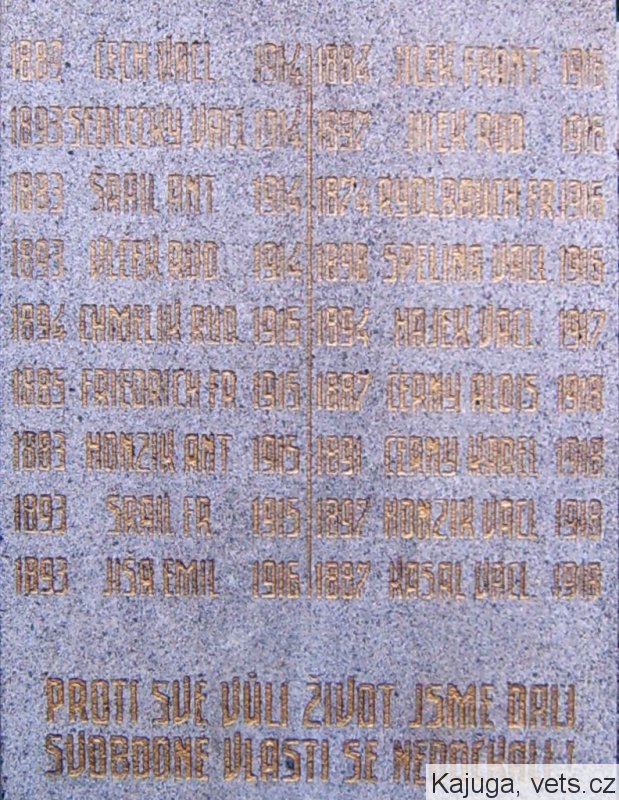 1889 ČECH VÁCL 1914 1884 JÍLEK FRANT 1916
1893 SEDLECKÝ VÁCL 1914 1897 JÍLEK RUD. 1916
1883 ŠRAIL ANT 1914 1874 RYDLBAUCH FR. 1916
1893 VLČEK RUD. 1914 1898 ŠPELINA VÁCL 1916
1894 CHMELÍK RUD. 1915 1894 HÁJEK VÁCL 1917
1885 FRIEDRICH FR. 1915 1887 ČERNÝ ALOIS 1918
1883 HONZÍK ANT 1915 1891 ČERNÝ KAREL 1918
1893 ŠRAIL FR. 1915 1897 HONZÍK VÁCL 1918
1893 JÍŠA EMIL 1916 1897 KASAL VÁCL 1918
PROTI SVÉ VŮLI ŽIVOT JSME DALI
SVOBODNÉ VLASTI SE NEDOČKALI
Kajuga, vets.cz